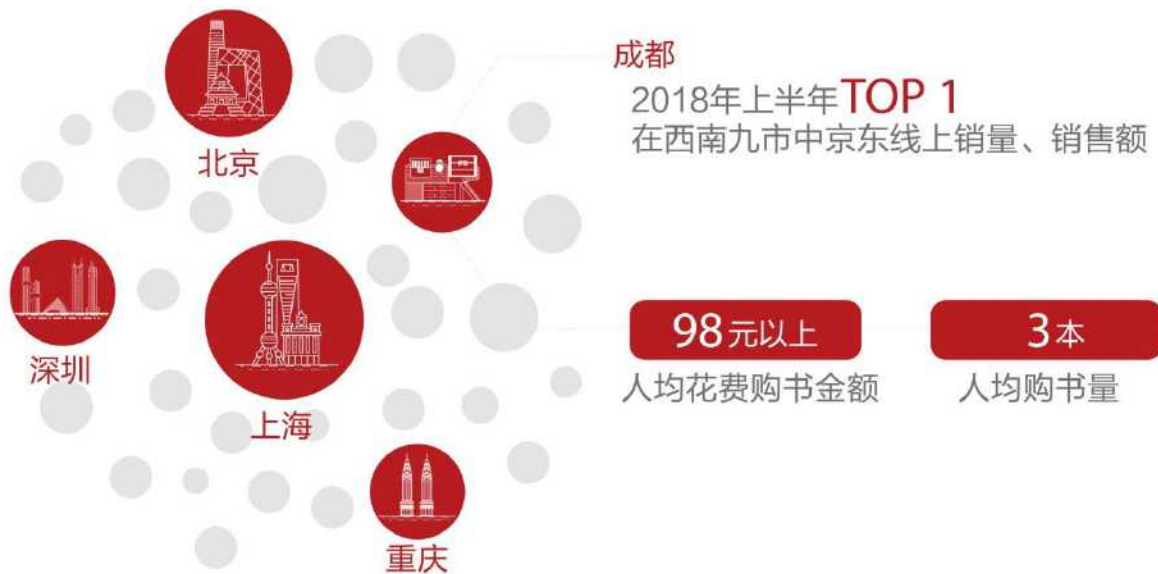 成都
2018年上半年TOP 1
在西南九市中京东线上销量、销售额
北京
深圳
上海
98元以上
3本
人均花费购书金额
人均购书量
重庆